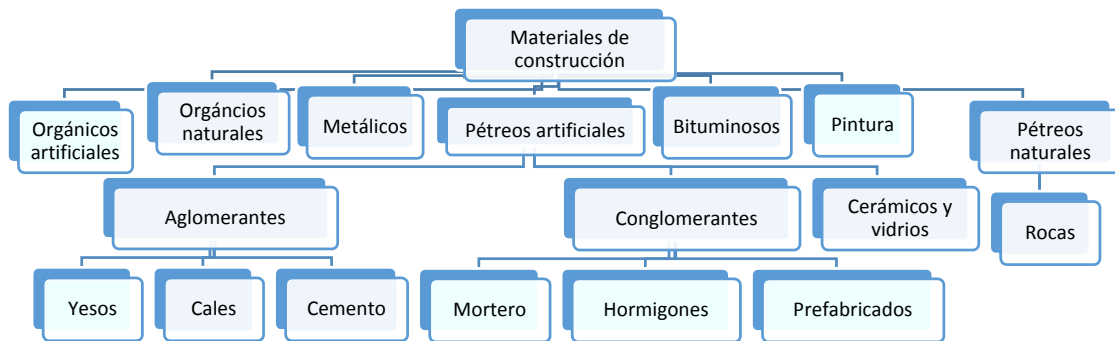 Materiales de
construcción
Orgánicos
artificiales
Orgáncios
naturales
Metálicos
Pétreos artificiales
Bituminosos
Pintura
Pétreos
naturales
Aglomerantes
Conglomerantes
Cerámicos y
vidrios
Rocas
Yesos
Cales
Cemento
Mortero
Hormigones
Prefabricados